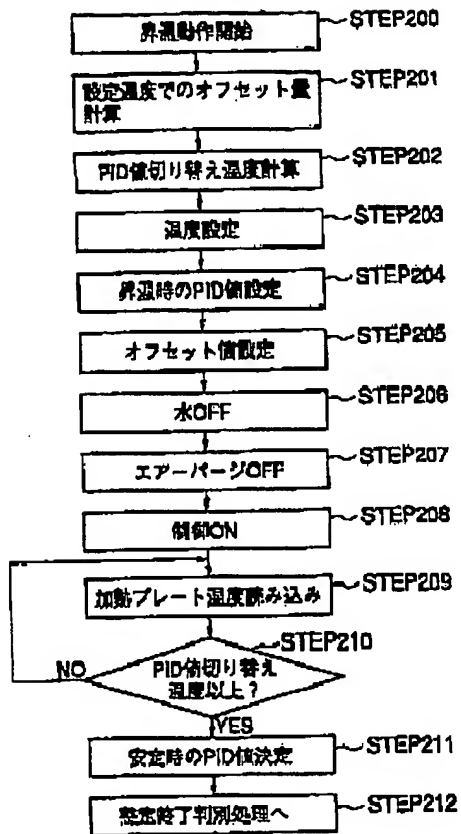 昇温動作開始
STEP200
設定温度でのオフセット量
計算
STEP201
PID値切り替え温度計算
STEP202
温度設定
STEP203
昇温時のPID値設定
STEP204
オフセット値設定
STEP205
水OFF
STEP206
エアーパージOFF
STEP207
制御ON
STEP208
加熱プレート温度読み込み
STEP209
STEP210
PID値切り替え
温度以上?
NO
YES
安定時のPID値決定
STEP211
整定終了判別処理へ
STEP212